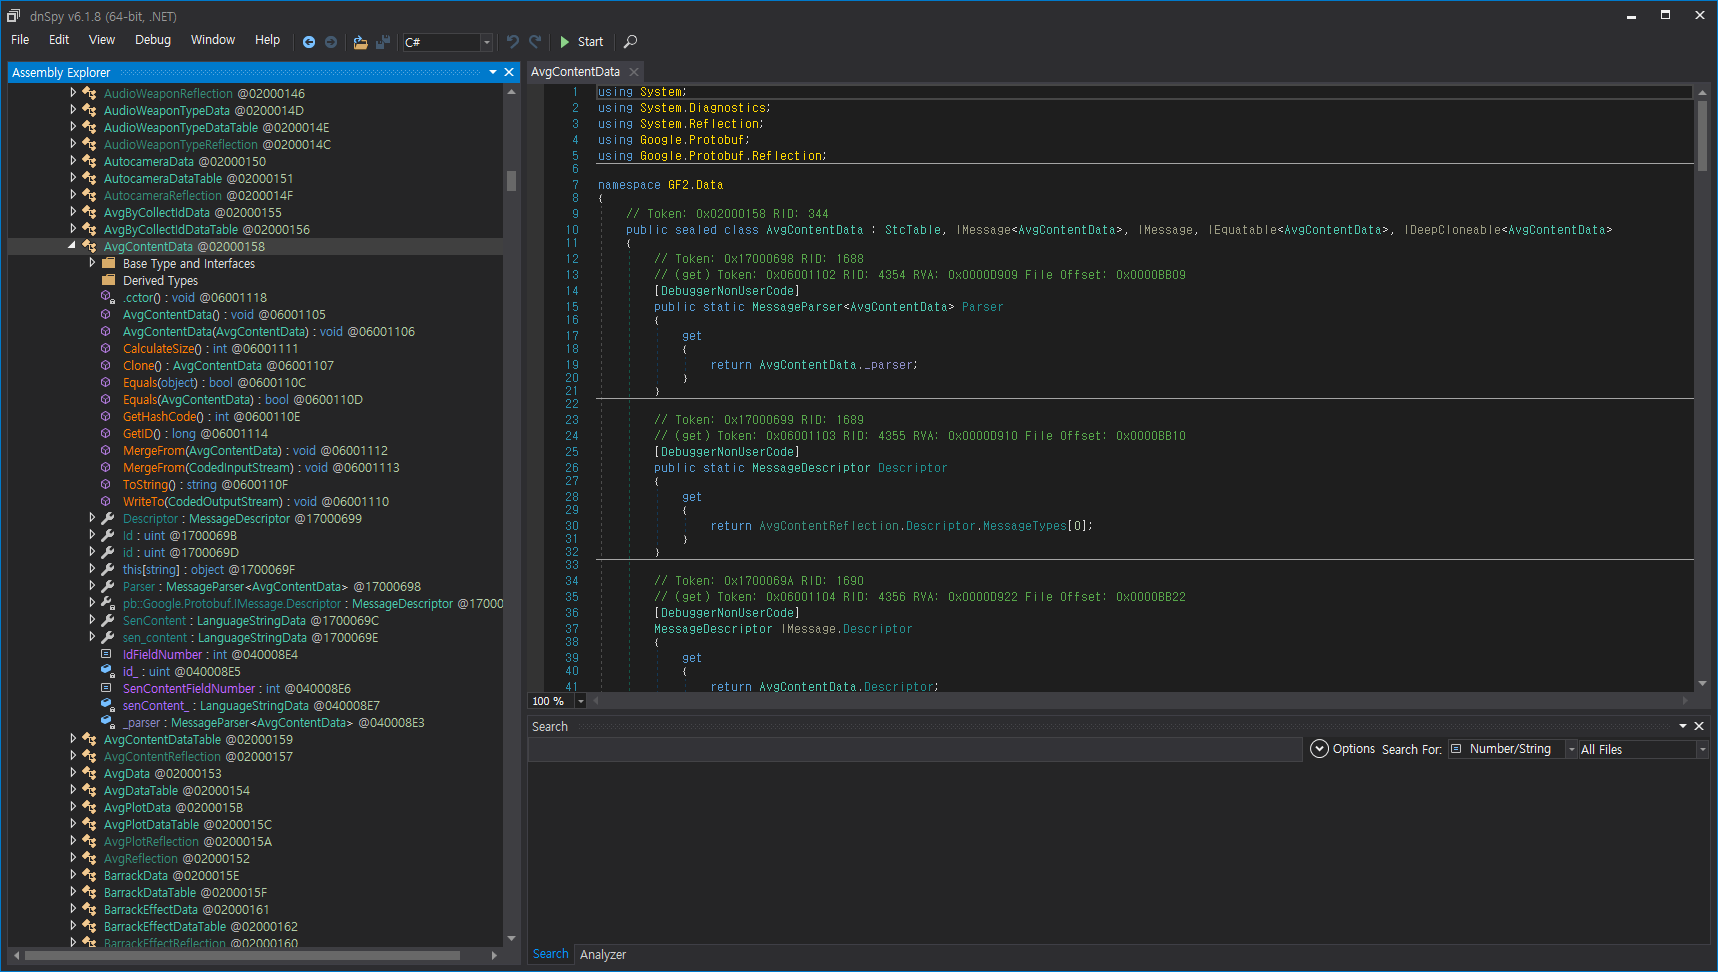 dnSpy v6.1.8 (64-bit, .NET)
File Edit View Debug Window Help C# Start
Assembly Explorer
AudioWeaponReflection @02000146
AudioWeaponTypeData @0200014D
AudioWeaponTypeDataTable @0200014E
AudioWeaponTypeReflection @0200014C
AutocameraData @02000150
AutocameraDataTable @02000151
AutocameraReflection @0200014F
AvgByCollectIdData @02000155
AvgByCollectIdDataTable @02000156
AvgContentData @02000158
Base Type and Interfaces
Derived Types
.cctor() : void @06001118
AvgContentData() : void @06001105
AvgContentData(AvgContentData) : void @06001106
CalculateSize() : int @06001111
Clone() : AvgContentData @06001107
Equals(object) : bool @0600110C
Equals(AvgContentData) : bool @0600110D
GetHashCode() : int @0600110E
GetID() : long @06001114
MergeFrom(AvgContentData) : void @06001112
MergeFrom(CodedInputStream) : void @06001113
ToString() : string @0600110F
WriteTo(CodedOutputStream) : void @06001110
Descriptor : MessageDescriptor @17000699
Id : uint @1700069B
id : uint @1700069D
this[string] : object @1700069F
Parser : MessageParser<AvgContentData> @17000698
pb::Google.Protobuf.IMessage.Descriptor : MessageDescriptor @17000
SenContent : LanguageStringData @1700069C
sen_content : LanguageStringData @1700069E
IdFieldNumber : int @040008E4
id_ : uint @040008E5
SenContentFieldNumber : int @040008E6
senContent_ : LanguageStringData @040008E7
_parser : MessageParser<AvgContentData> @040008E3
AvgContentDataTable @02000159
AvgContentReflection @02000157
AvgData @02000153
AvgDataTable @02000154
AvgPlotData @0200015B
AvgPlotDataTable @0200015C
AvgPlotReflection @0200015A
AvgReflection @02000152
BarrackData @0200015E
BarrackDataTable @0200015F
BarrackEffectData @02000161
BarrackEffectDataTable @02000162
BarrackEffectReflection @02000160
AvgContentData
1 using System;
2 using System.Diagnostics;
3 using System.Reflection;
4 using Google.Protobuf;
5 using Google.Protobuf.Reflection;
6
7 namespace GF2.Data
8 {
9 // Token: 0x02000158 RID: 344
10 public sealed class AvgContentData : StcTable, IMessage<AvgContentData>, IMessage, IEquatable<AvgContentData>, IDeepCloneable<AvgContentData>
11 {
12 // Token: 0x17000698 RID: 1688
13 // (get) Token: 0x06001102 RID: 4354 RVA: 0x0000D909 File Offset: 0x0000BB09
14 [DebuggerNonUserCode]
15 public static MessageParser<AvgContentData> Parser
16 {
17 get
18 {
19 return AvgContentData._parser;
20 }
21 }
22
23 // Token: 0x17000699 RID: 1689
24 // (get) Token: 0x06001103 RID: 4355 RVA: 0x0000D910 File Offset: 0x0000BB10
25 [DebuggerNonUserCode]
26 public static MessageDescriptor Descriptor
27 {
28 get
29 {
30 return AvgContentReflection.Descriptor.MessageTypes[0];
31 }
32 }
33
34 // Token: 0x1700069A RID: 1690
35 // (get) Token: 0x06001104 RID: 4356 RVA: 0x0000D922 File Offset: 0x0000BB22
36 [DebuggerNonUserCode]
37 MessageDescriptor IMessage.Descriptor
38 {
39 get
40 {
41 return AvgContentData.Descriptor;
100 %
Search
Options Search For: Number/String All Files
Search Analyzer